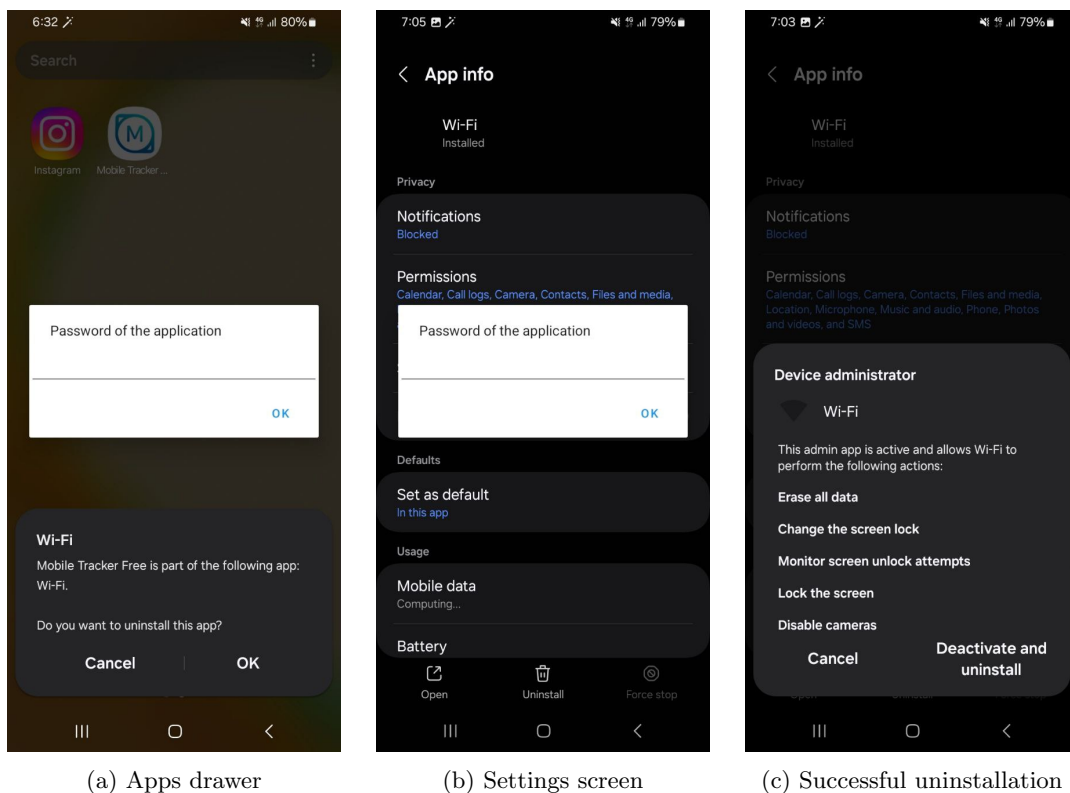 6:32
4G
80%
Search
Instagram
Mobile Tracker...
Password of the application
OK
Wi-Fi
Mobile Tracker Free is part of the following app:
Wi-Fi.
Do you want to uninstall this app?
Cancel
OK
(a) Apps drawer
7:05
4G
79%
App info
Wi-Fi
Installed
Privacy
Notifications
Blocked
Permissions
Calendar, Call logs, Camera, Contacts, Files and media,
Password of the application
OK
Defaults
Set as default
In this app
Usage
Mobile data
Computing...
Battery
Open
Uninstall
Force stop
(b) Settings screen
7:03
4G
79%
App info
Wi-Fi
Installed
Privacy
Notifications
Blocked
Permissions
Calendar, Call logs, Camera, Contacts, Files and media,
Location, Microphone, Music and audio, Phone, Photos
and videos, and SMS
Device administrator
Wi-Fi
This admin app is active and allows Wi-Fi to
perform the following actions:
Erase all data
Change the screen lock
Monitor screen unlock attempts
Lock the screen
Disable cameras
Cancel
Deactivate and
uninstall
(c) Successful uninstallation